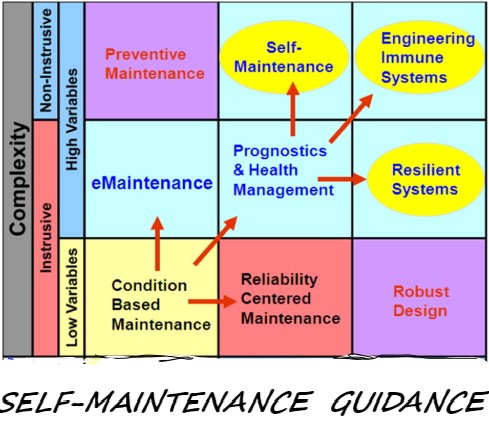 Complexity
Non-Instrusive
Instrusive
High Variables
Low Variables
Preventive
Maintenance
Self-
Maintenance
Engineering
Immune
Systems
eMaintenance
Prognostics
& Health
Management
Resilient
Systems
Condition
Based
Maintenance
Reliability
Centered
Maintenance
Robust
Design
SELF-MAINTENANCE GUIDANCE